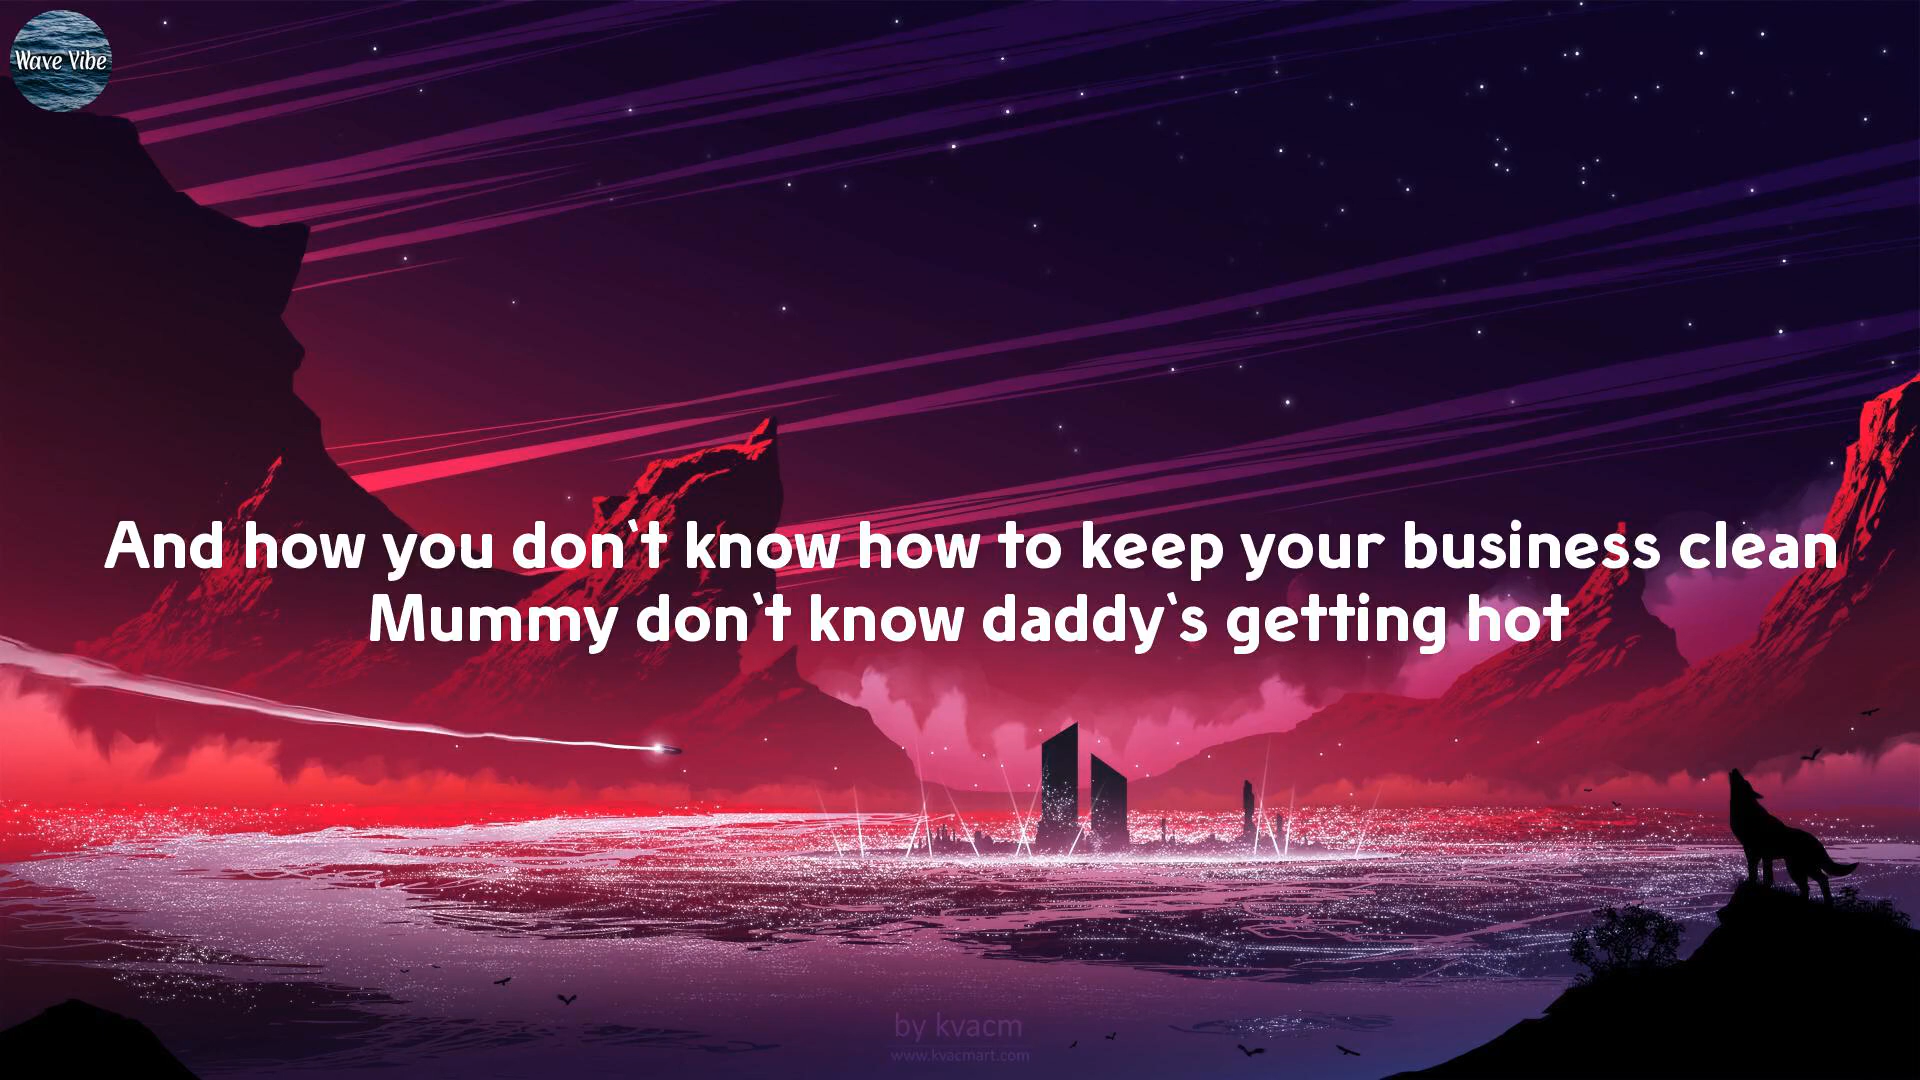 Wave Vibe
And how you don`t know how to keep your business clean
Mummy don`t know daddy`s getting hot
by kvacm
www.kvacmart.com